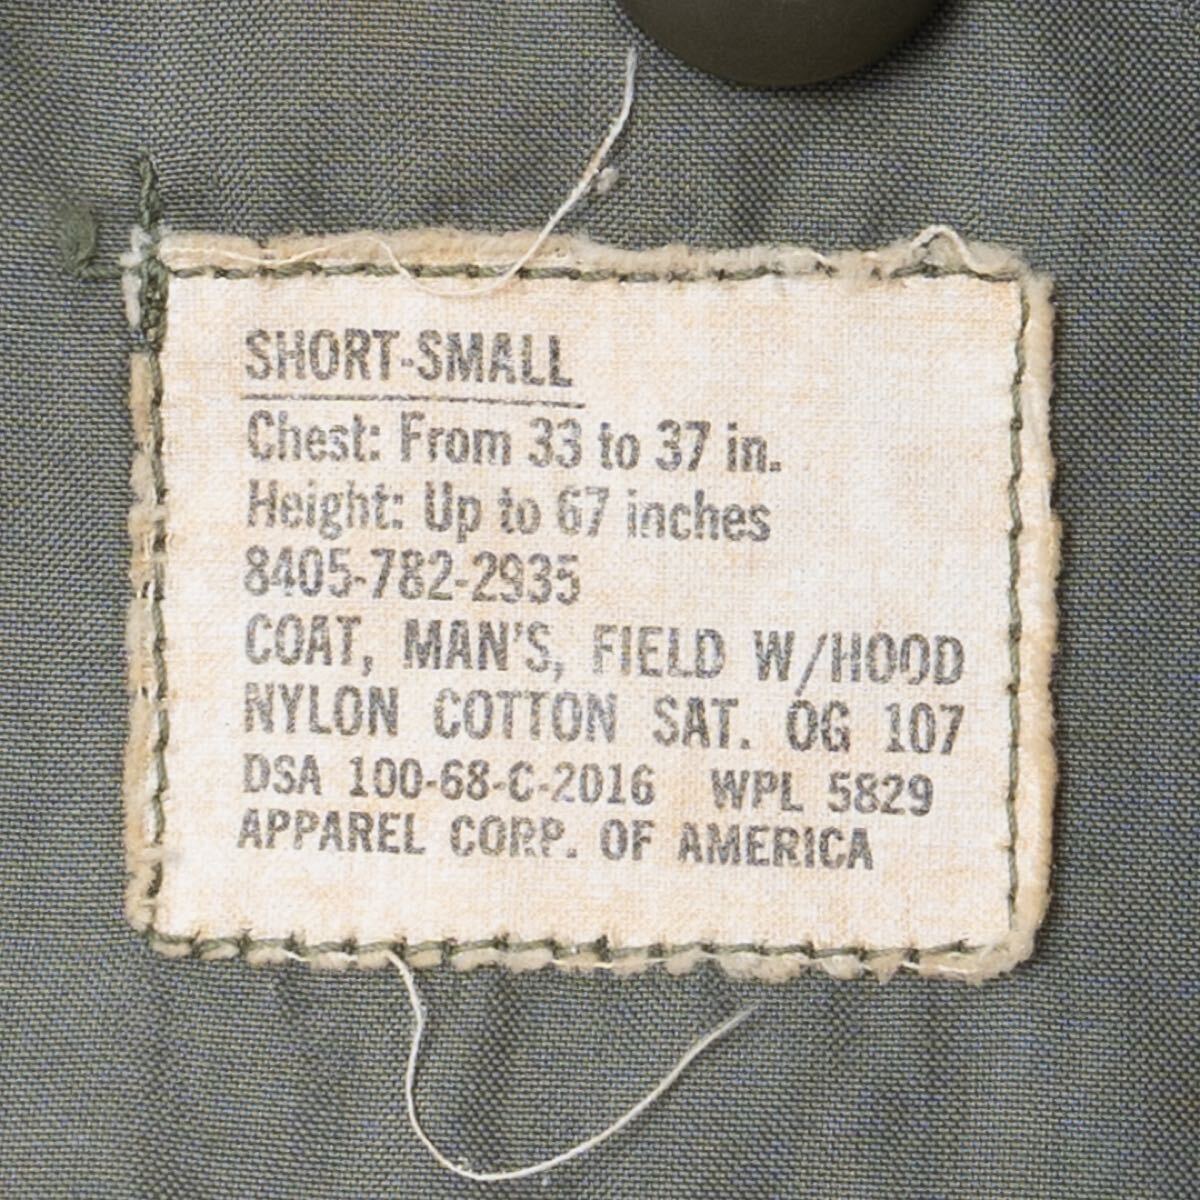 SHORT-SMALL
Chest: From 33 to 37 in.
Height: Up to 67 inches
8405-782-2935
COAT, MAN'S, FIELD W/HOOD
NYLON COTTON SAT. OG 107
DSA 100-68-C-2016 WPL 5829
APPAREL CORP. OF AMERICA